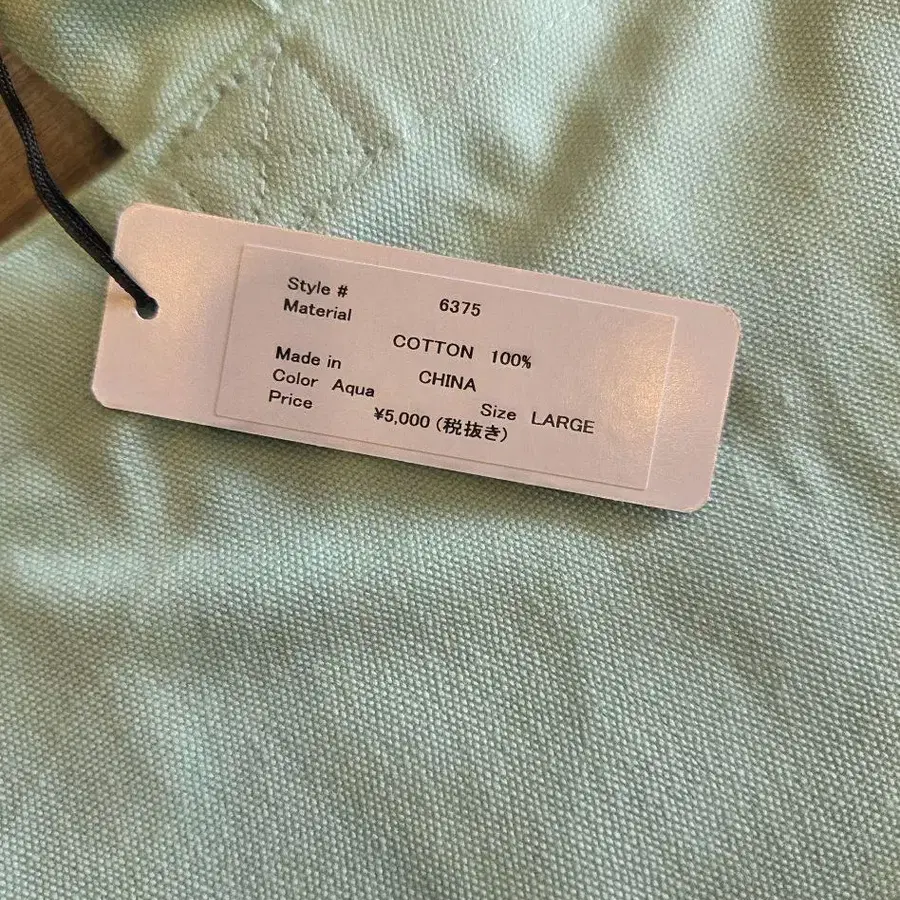 Style # 6375
Material
COTTON 100%
Made in CHINA
Color Aqua Size LARGE
Price ¥5,000 (税抜き)